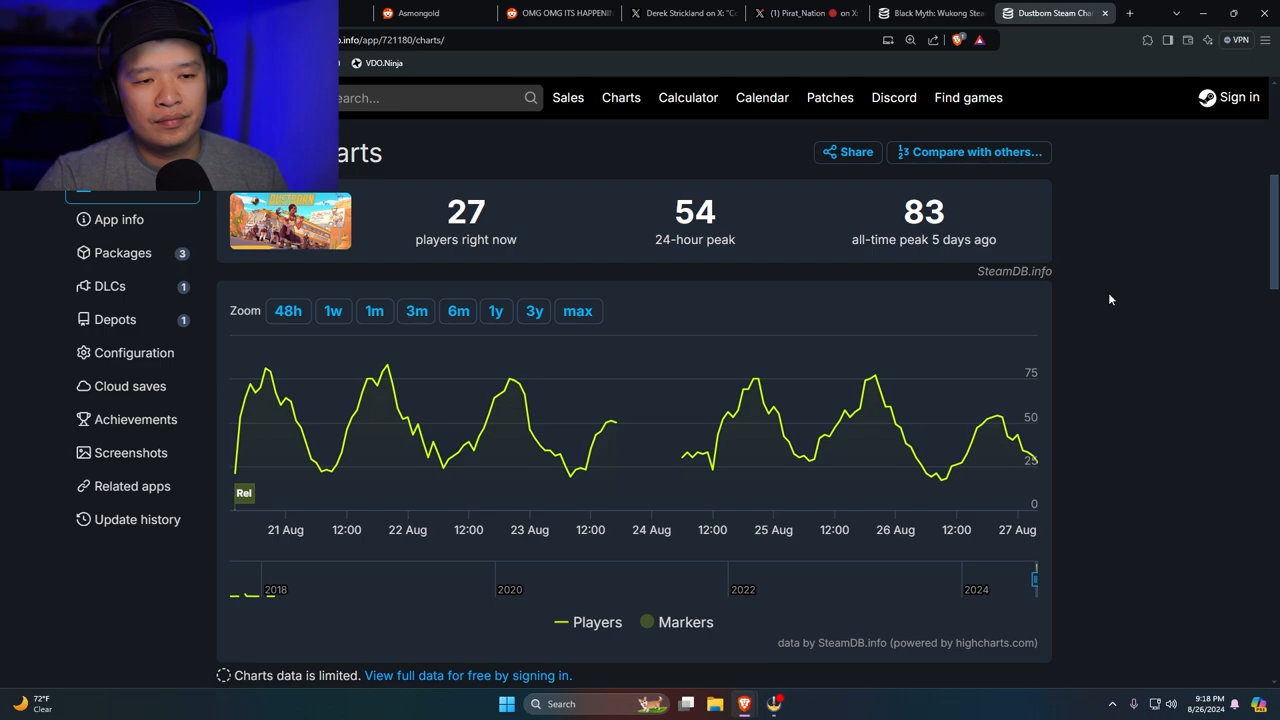 Asmongold
OMG OMG ITS HAPPENIN
Derek Strickland on X: "Co
(1) Pirat_Nation 🔴 on X:
Black Myth: Wukong Stea
Dustborn Steam Char
.info/app/721180/charts/
VPN
VDO.Ninja
earch...
Sales
Charts
Calculator
Calendar
Patches
Discord
Find games
Sign in
arts
Share
Compare with others...
DUSTBORN
27
players right now
54
24-hour peak
83
all-time peak 5 days ago
SteamDB.info
App info
Packages 3
DLCs 1
Depots 1
Configuration
Cloud saves
Achievements
Screenshots
Related apps
Update history
Zoom 48h 1w 1m 3m 6m 1y 3y max
75
50
25
0
Rel
21 Aug 12:00 22 Aug 12:00 23 Aug 12:00 24 Aug 12:00 25 Aug 12:00 26 Aug 12:00 27 Aug
2018 2020 2022 2024
Players Markers
data by SteamDB.info (powered by highcharts.com)
Charts data is limited. View full data for free by signing in.
72°F
Clear
Search
9:18 PM
8/26/2024